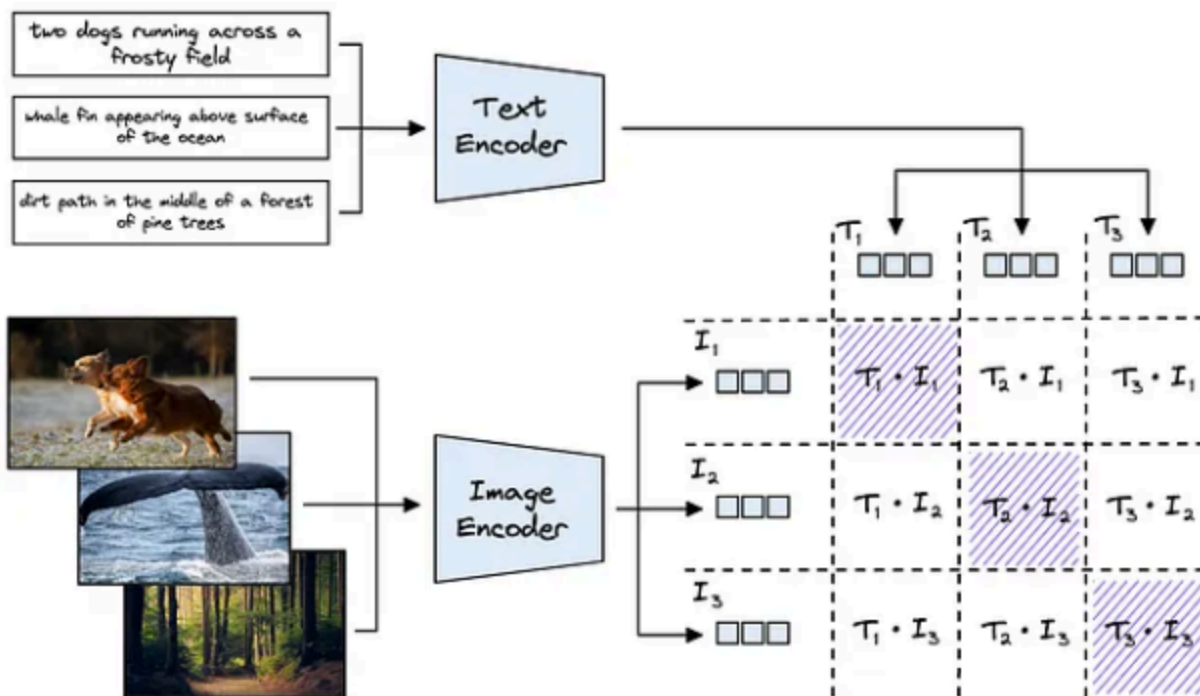 two dogs running across a
frosty field
whale fin appearing above surface
of the ocean
dirt path in the middle of a forest
of pine trees
Text
Encoder
T₁
T₂
T₃
Image
Encoder
I₁
T₁ · I₁
T₂ · I₁
T₃ · I₁
I₂
T₁ · I₂
T₂ · I₂
T₃ · I₂
I₃
T₁ · I₃
T₂ · I₃
T₃ · I₃